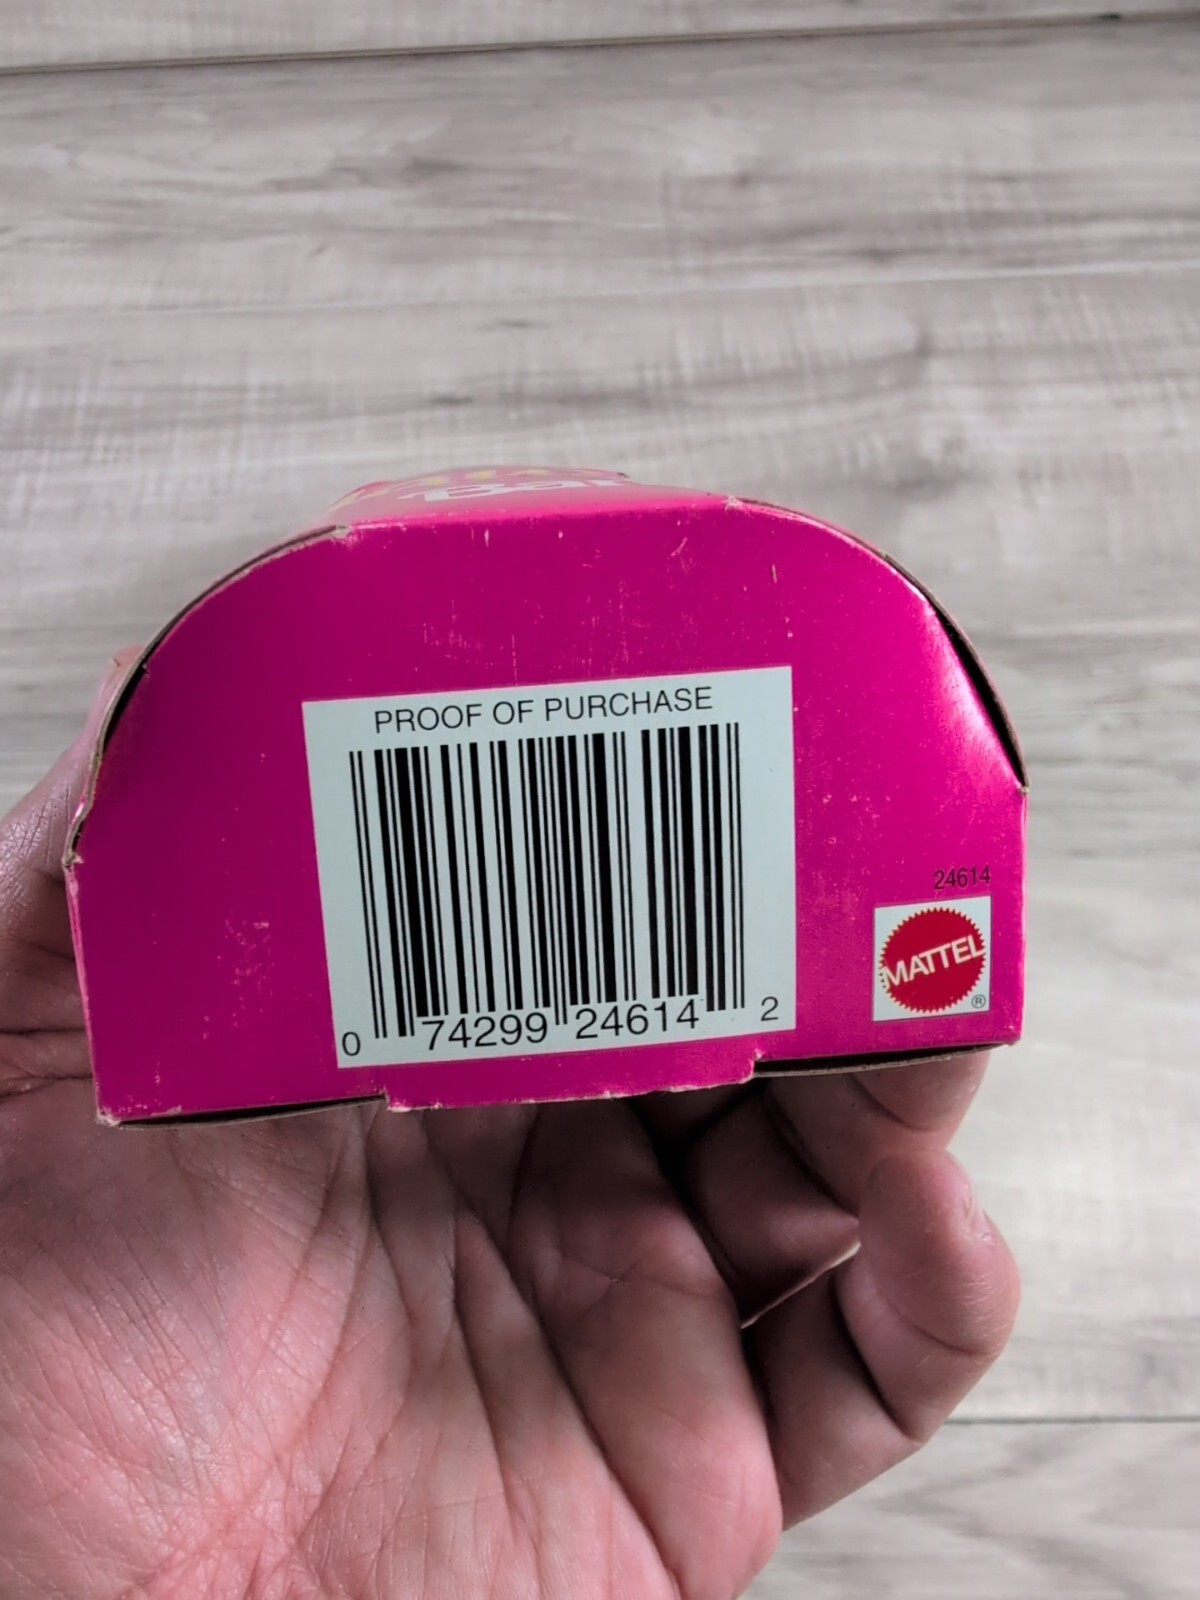 PROOF OF PURCHASE
0 74299 24614 2
24614
MATTEL
®